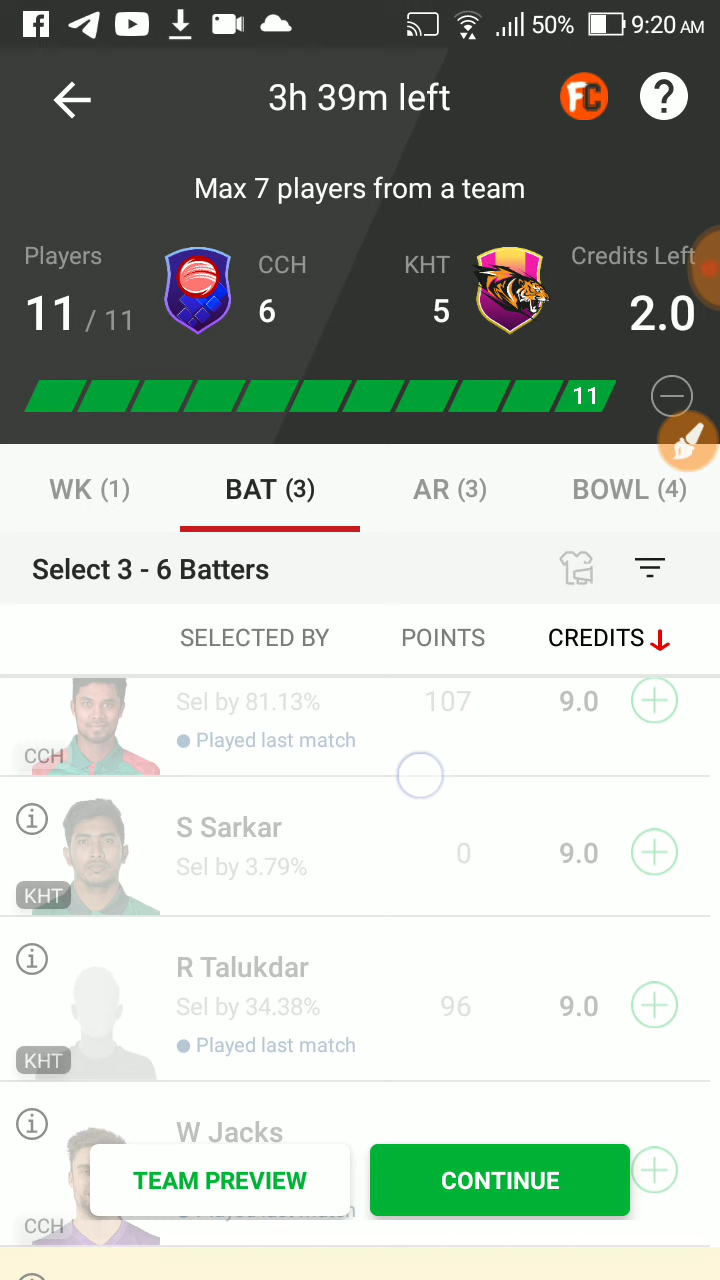 50% 9:20 AM
3h 39m left
FC
?
Max 7 players from a team
Players
CCH
KHT
Credits Left
11 / 11
6
5
2.0
11
WK (1)
BAT (3)
AR (3)
BOWL (4)
Select 3 - 6 Batters
SELECTED BY
POINTS
CREDITS
Sel by 81.13%
107
9.0
Played last match
CCH
S Sarkar
Sel by 3.79%
0
9.0
KHT
R Talukdar
Sel by 34.38%
96
9.0
Played last match
KHT
W Jacks
TEAM PREVIEW
CONTINUE
Played last match
CCH